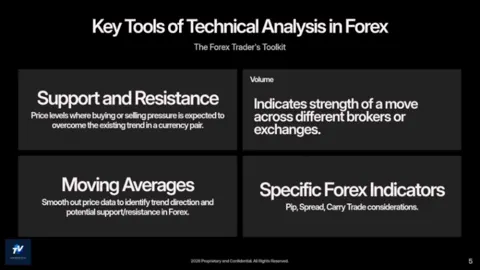 Key Tools of Technical Analysis in Forex
The Forex Trader's Toolkit
Support and Resistance
Price levels where buying or selling pressure is expected to
overcome the existing trend in a currency pair.
Volume
Indicates strength of a move
across different brokers or
exchanges.
Moving Averages
Smooth out price data to identify trend direction and
potential support/resistance in Forex.
Specific Forex Indicators
Pip, Spread, Carry Trade considerations.
2025 Proprietary and Confidential. All Rights Reserved.
5